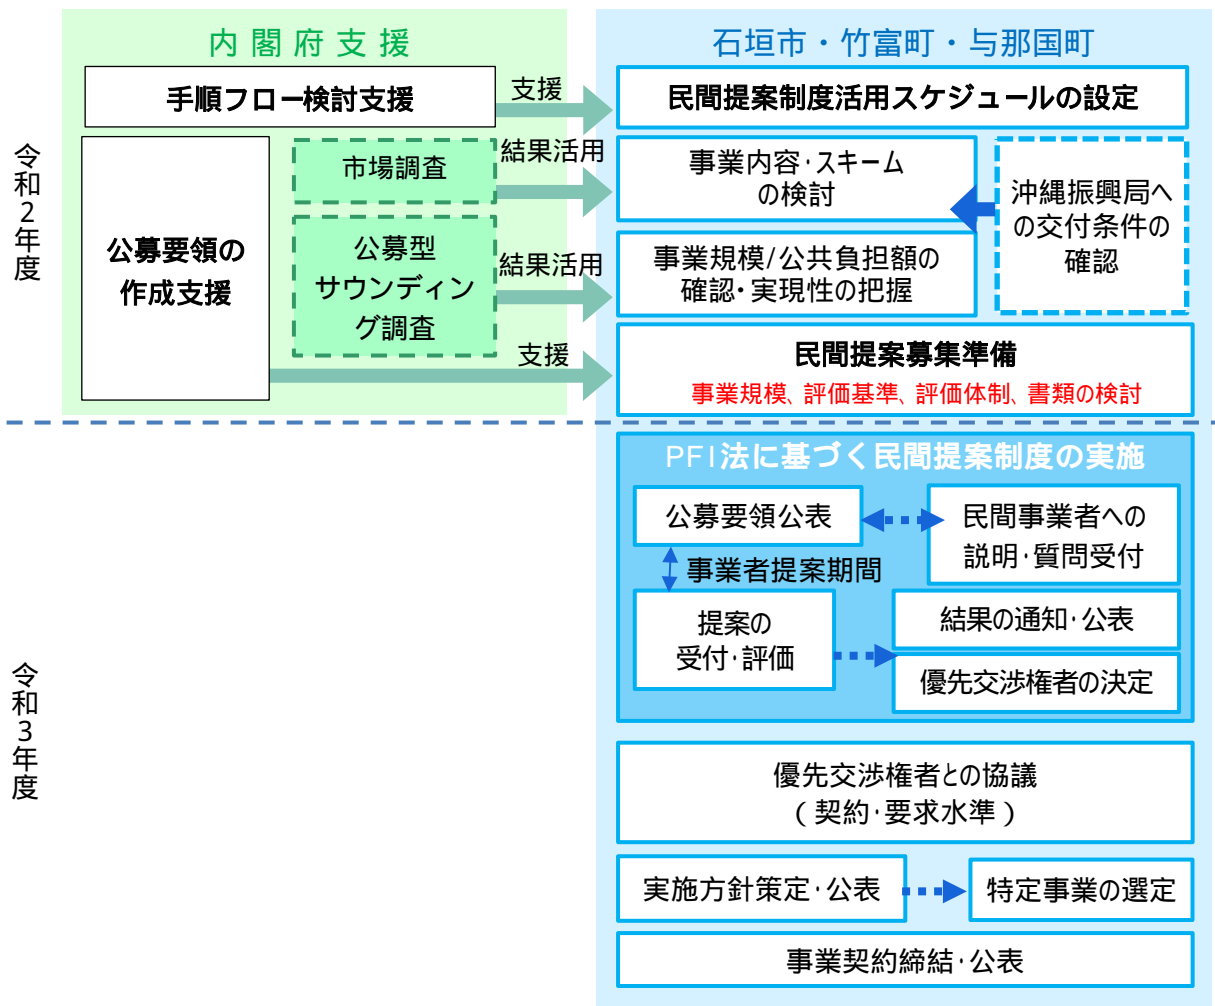 内閣府支援
石垣市・竹富町・与那国町
令和2年度
手順フロー検討支援
支援
民間提案制度活用スケジュールの設定
公募要領の
作成支援
市場調査
結果活用
事業内容・スキーム
の検討
沖縄振興局へ
の交付条件の
確認
公募型
サウンディン
グ調査
結果活用
事業規模/公共負担額の
確認・実現性の把握
支援
民間提案募集準備
事業規模、評価基準、評価体制、書類の検討
令和3年度
PFI法に基づく民間提案制度の実施
公募要領公表
民間事業者への
説明・質問受付
事業者提案期間
提案の
受付・評価
結果の通知・公表
優先交渉権者の決定
優先交渉権者との協議
(契約・要求水準)
実施方針策定・公表
特定事業の選定
事業契約締結・公表